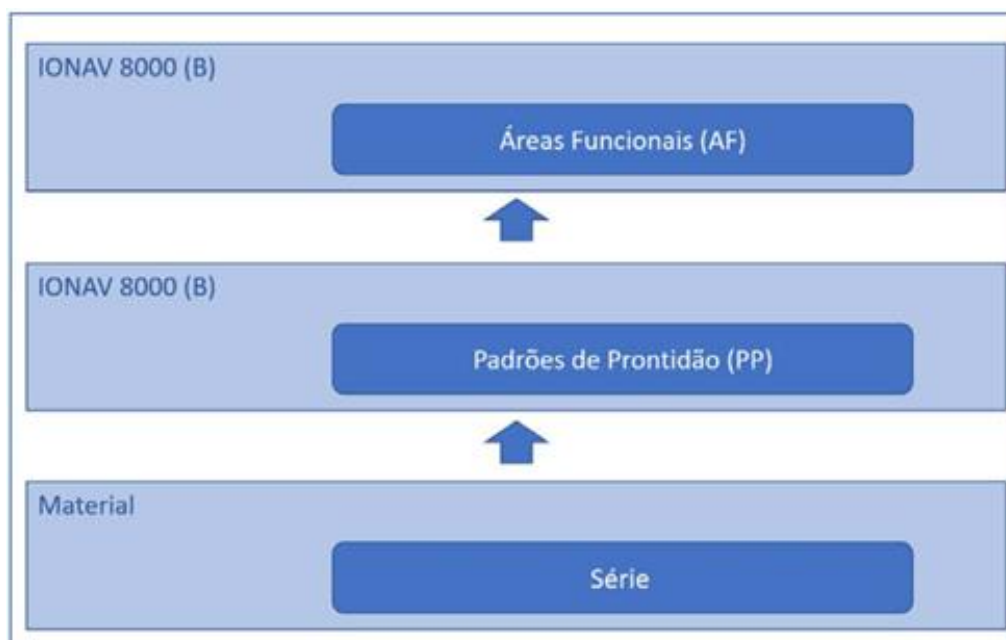 IONAV 8000 (B)
Áreas Funcionais (AF)
IONAV 8000 (B)
Padrões de Prontidão (PP)
Material
Série